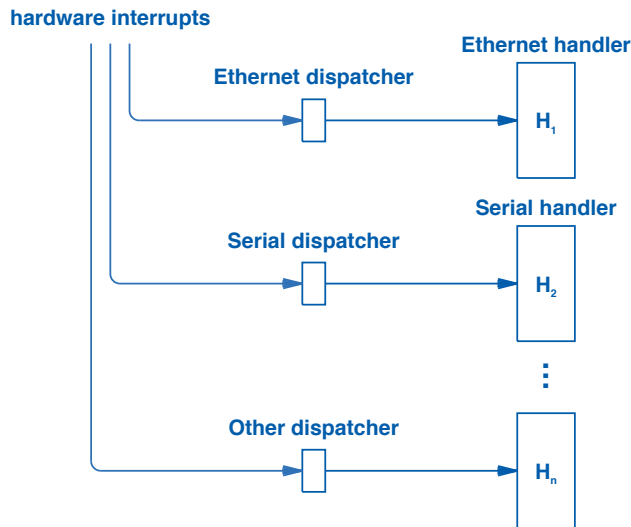 hardware interrupts
Ethernet handler
Ethernet dispatcher
H1
Serial handler
Serial dispatcher
H2
Other dispatcher
Hn